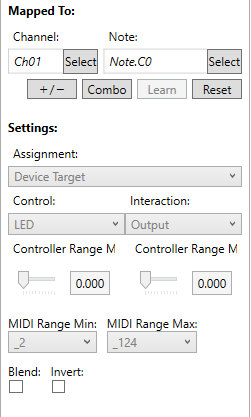 Mapped To:
Channel: Note:
Ch01 Select Note.C0 Select
+/− Combo Learn Reset
Settings:
Assignment:
Device Target
Control: Interaction:
LED Output
Controller Range M Controller Range M
0.000 0.000
MIDI Range Min: MIDI Range Max:
_2 _124
Blend: Invert: